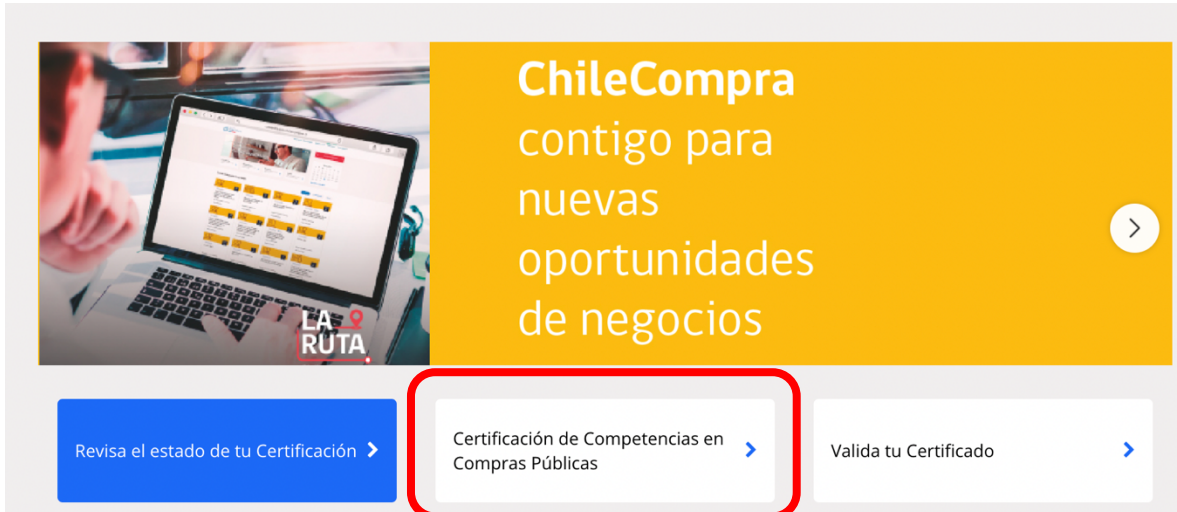 ChileCompra
contigo para
nuevas
oportunidades
de negocios
LA
RUTA
Revisa el estado de tu Certificación
Certificación de Competencias en
Compras Públicas
Valida tu Certificado